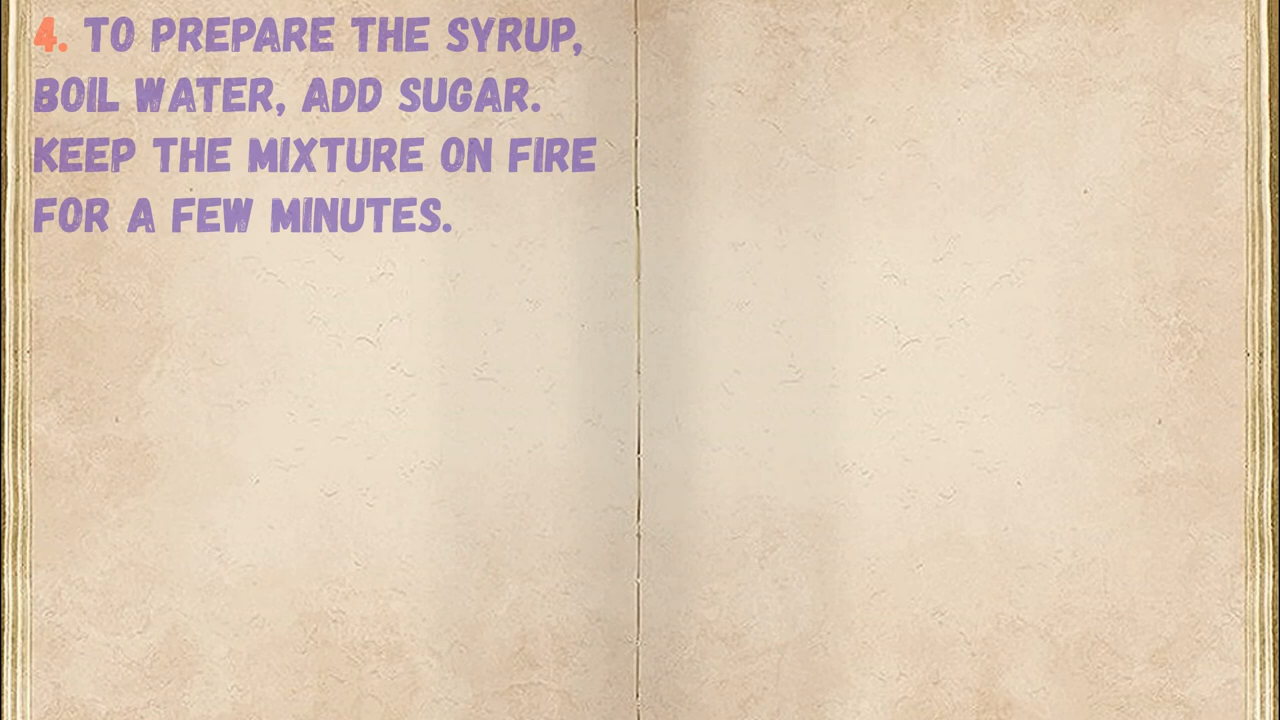 4. TO PREPARE THE SYRUP,
BOIL WATER, ADD SUGAR.
KEEP THE MIXTURE ON FIRE
FOR A FEW MINUTES.